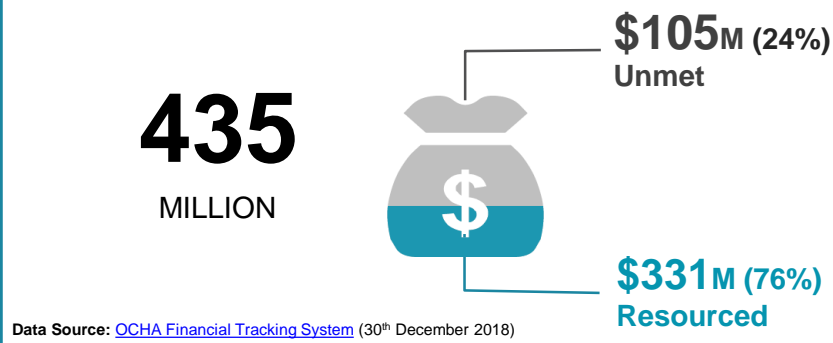 $105M (24%)
Unmet
435
MILLION
$
$331M (76%)
Resourced
Data Source: OCHA Financial Tracking System (30th December 2018)